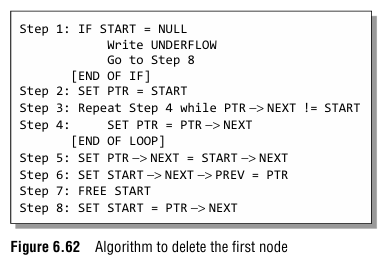 Step 1: IF START = NULL
Write UNDERFLOW
Go to Step 8
[END OF IF]
Step 2: SET PTR = START
Step 3: Repeat Step 4 while PTR -> NEXT != START
Step 4: SET PTR = PTR -> NEXT
[END OF LOOP]
Step 5: SET PTR -> NEXT = START -> NEXT
Step 6: SET START -> NEXT -> PREV = PTR
Step 7: FREE START
Step 8: SET START = PTR -> NEXT
Figure 6.62 Algorithm to delete the first node